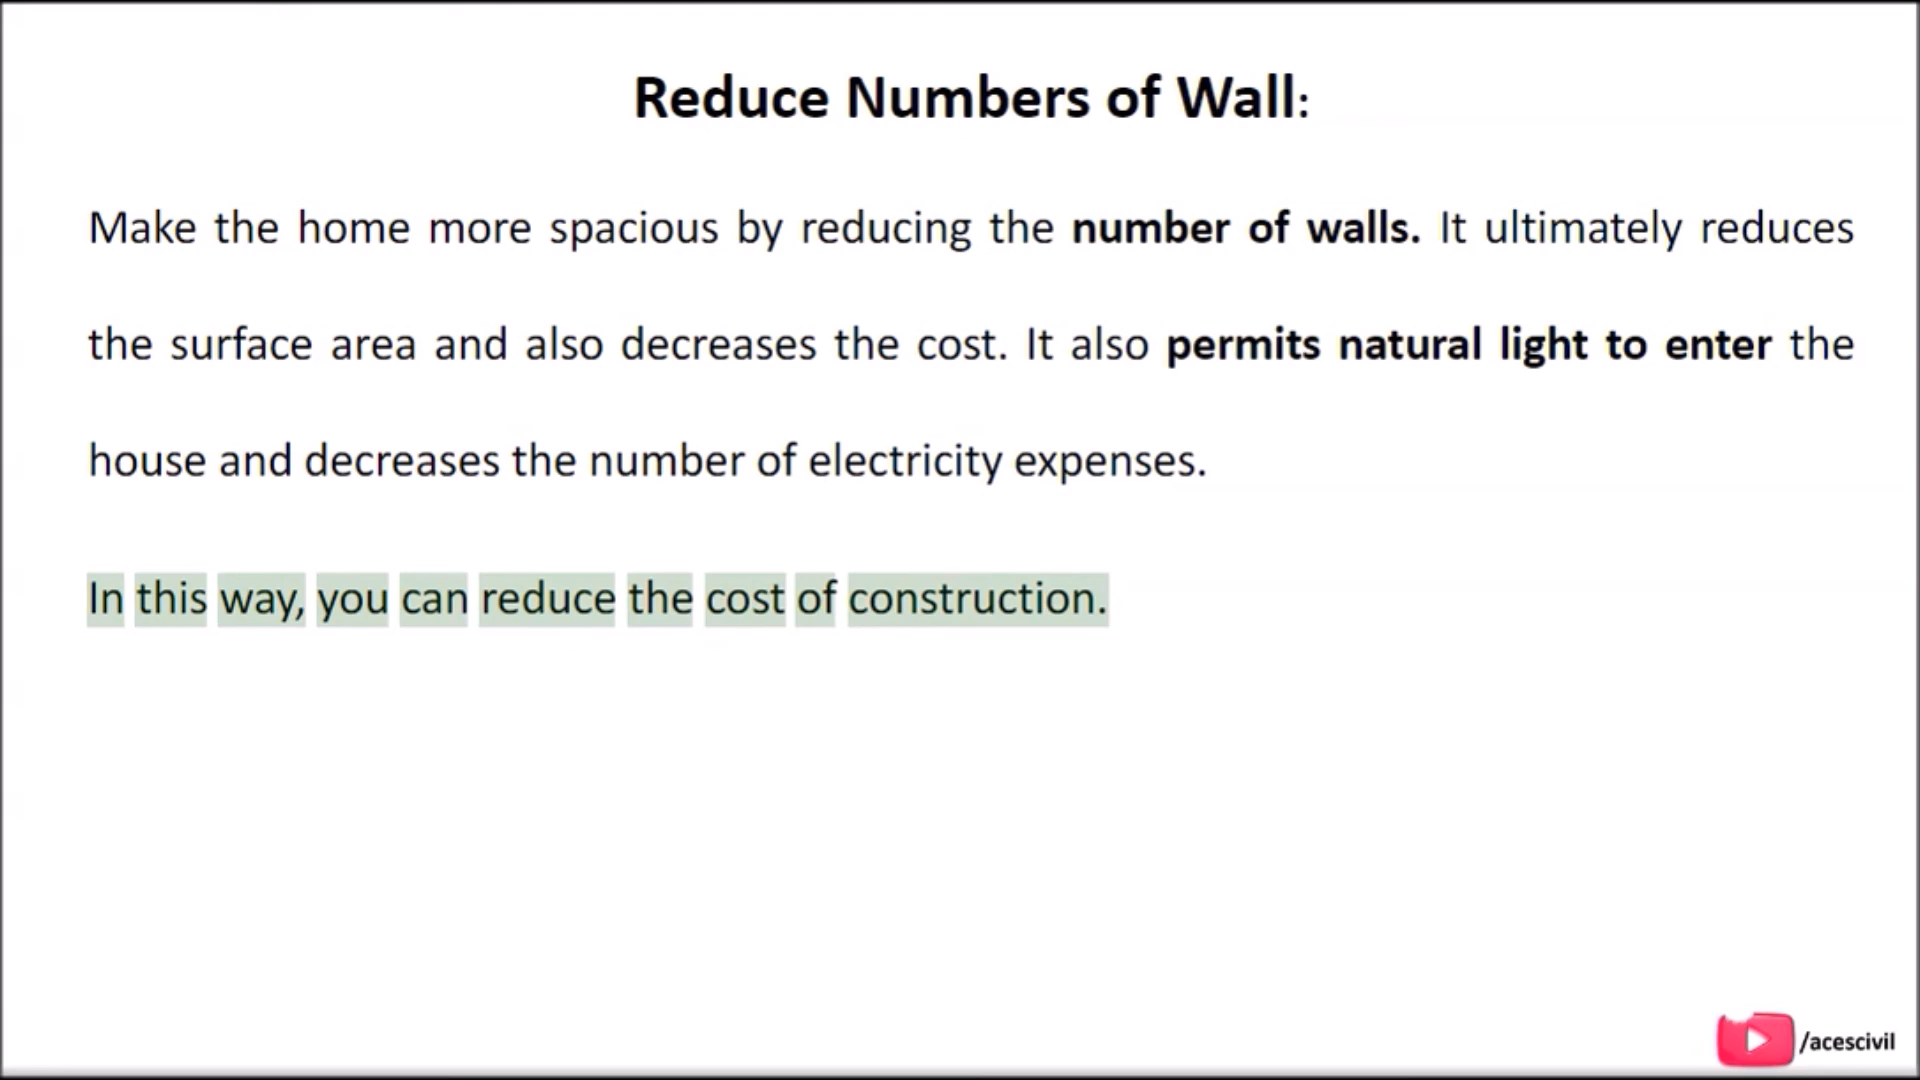 Reduce Numbers of Wall:
Make the home more spacious by reducing the number of walls. It ultimately reduces
the surface area and also decreases the cost. It also permits natural light to enter the
house and decreases the number of electricity expenses.
In this way, you can reduce the cost of construction.
/acescivil